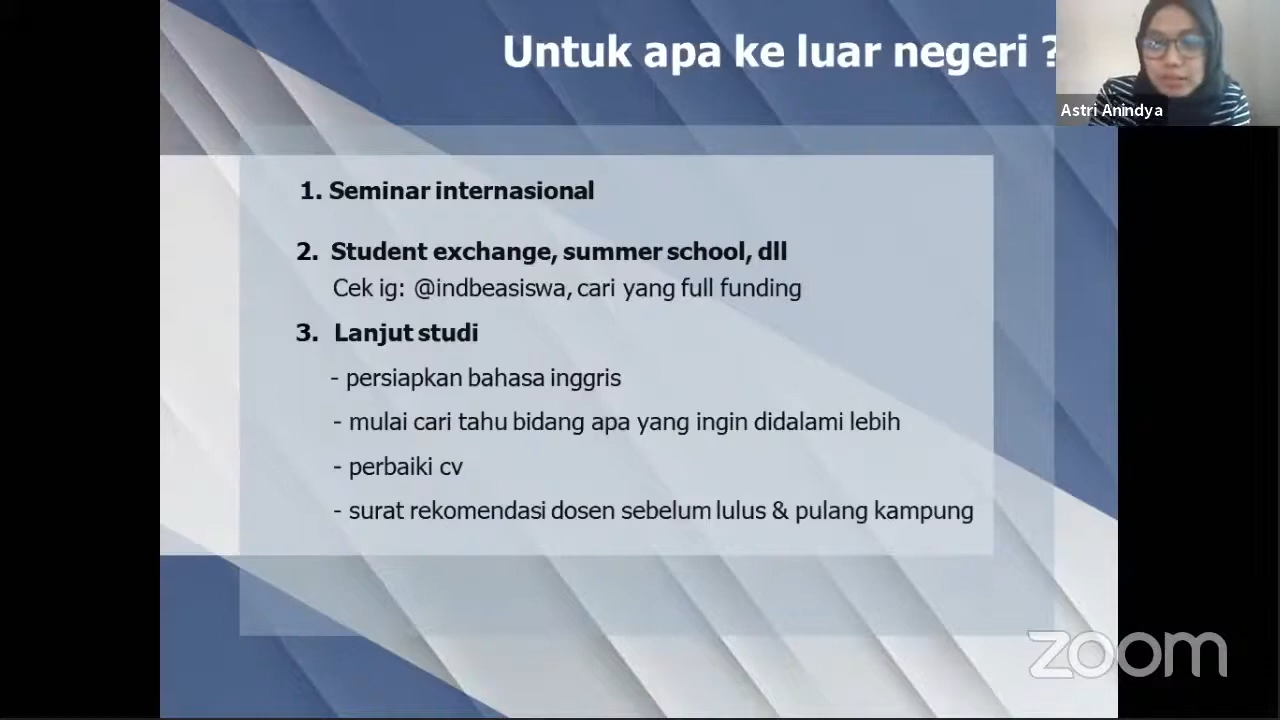 Untuk apa ke luar negeri ?
Astri Anindya
1. Seminar internasional
2. Student exchange, summer school, dll
Cek ig: @indbeasiswa, cari yang full funding
3. Lanjut studi
- persiapkan bahasa inggris
- mulai cari tahu bidang apa yang ingin didalami lebih
- perbaiki cv
- surat rekomendasi dosen sebelum lulus & pulang kampung
zoom